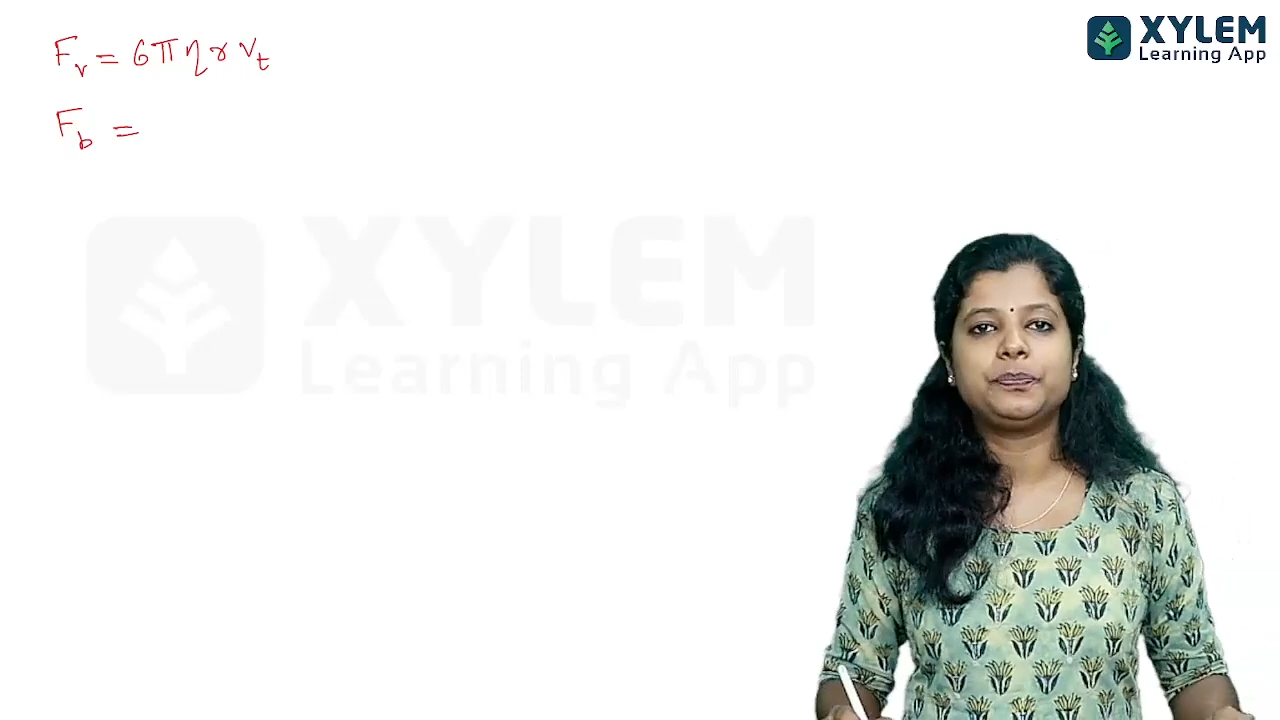 XYLEM
Learning App
Fv = 6πηrvt
Fb =
XYLEM
Learning App